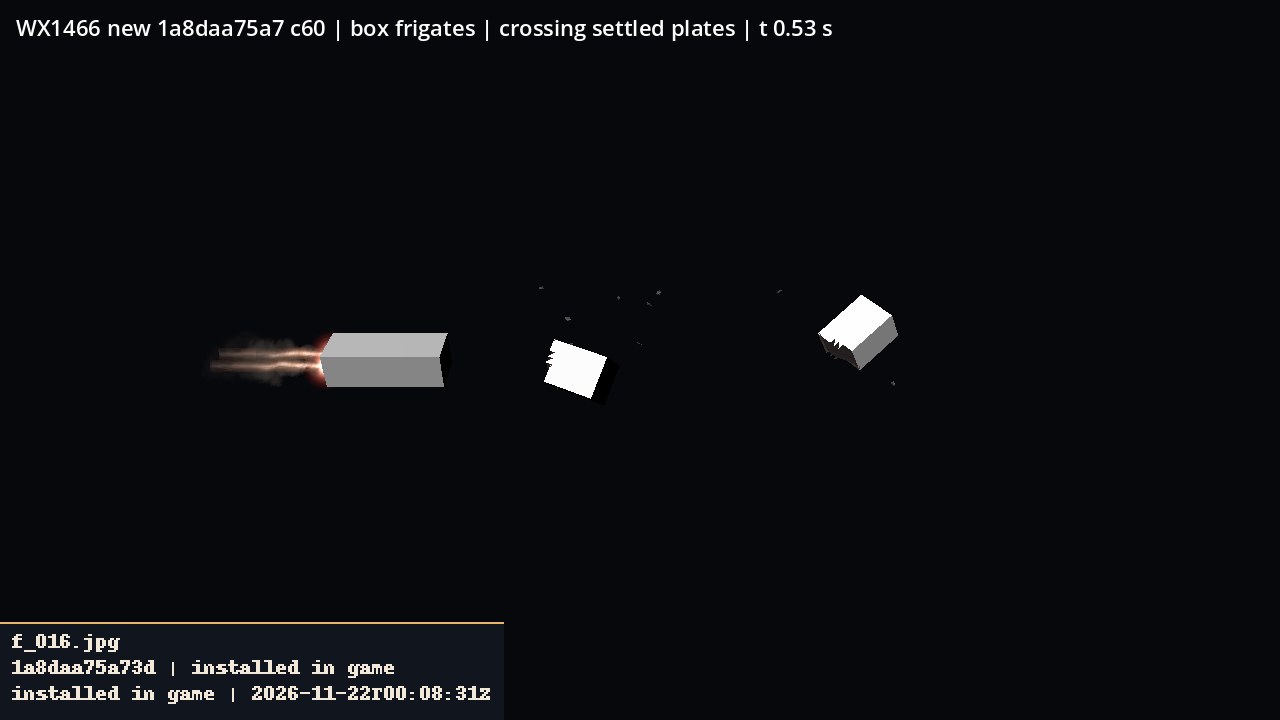 WX1466 new 1a8daa75a7 c60 | box frigates | crossing settled plates | t 0.53 s
f_016.jpg
1a8daa75a73d | installed in game
installed in game | 2026-11-22T00:08:31Z